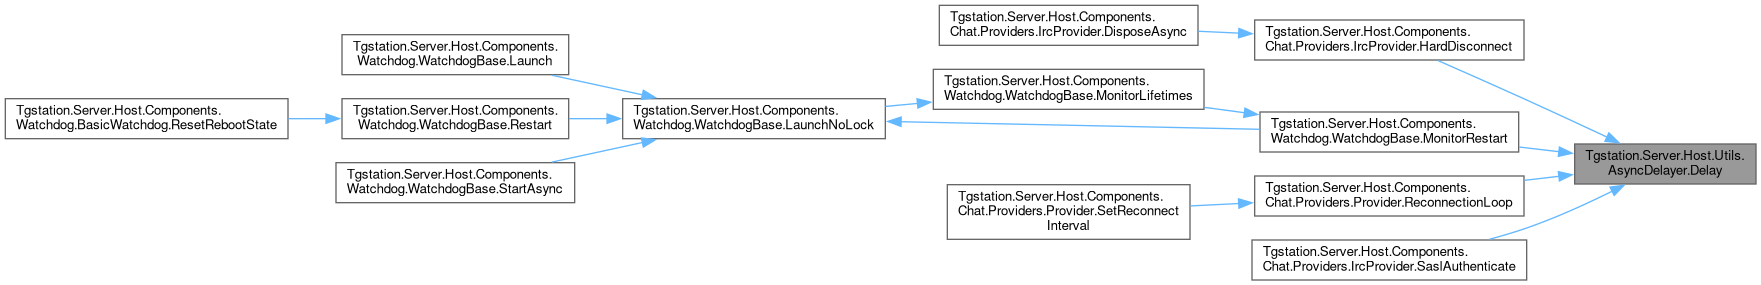 Tgstation.Server.Host.Components.
Chat.Providers.IrcProvider.DisposeAsync
Tgstation.Server.Host.Components.
Chat.Providers.IrcProvider.HardDisconnect
Tgstation.Server.Host.Components.
Watchdog.WatchdogBase.Launch
Tgstation.Server.Host.Components.
Watchdog.WatchdogBase.MonitorLifetimes
Tgstation.Server.Host.Components.
Watchdog.BasicWatchdog.ResetRebootState
Tgstation.Server.Host.Components.
Watchdog.WatchdogBase.Restart
Tgstation.Server.Host.Components.
Watchdog.WatchdogBase.LaunchNoLock
Tgstation.Server.Host.Components.
Watchdog.WatchdogBase.MonitorRestart
Tgstation.Server.Host.Utils.
AsyncDelayer.Delay
Tgstation.Server.Host.Components.
Watchdog.WatchdogBase.StartAsync
Tgstation.Server.Host.Components.
Chat.Providers.Provider.SetReconnect
Interval
Tgstation.Server.Host.Components.
Chat.Providers.Provider.ReconnectionLoop
Tgstation.Server.Host.Components.
Chat.Providers.IrcProvider.SaslAuthenticate